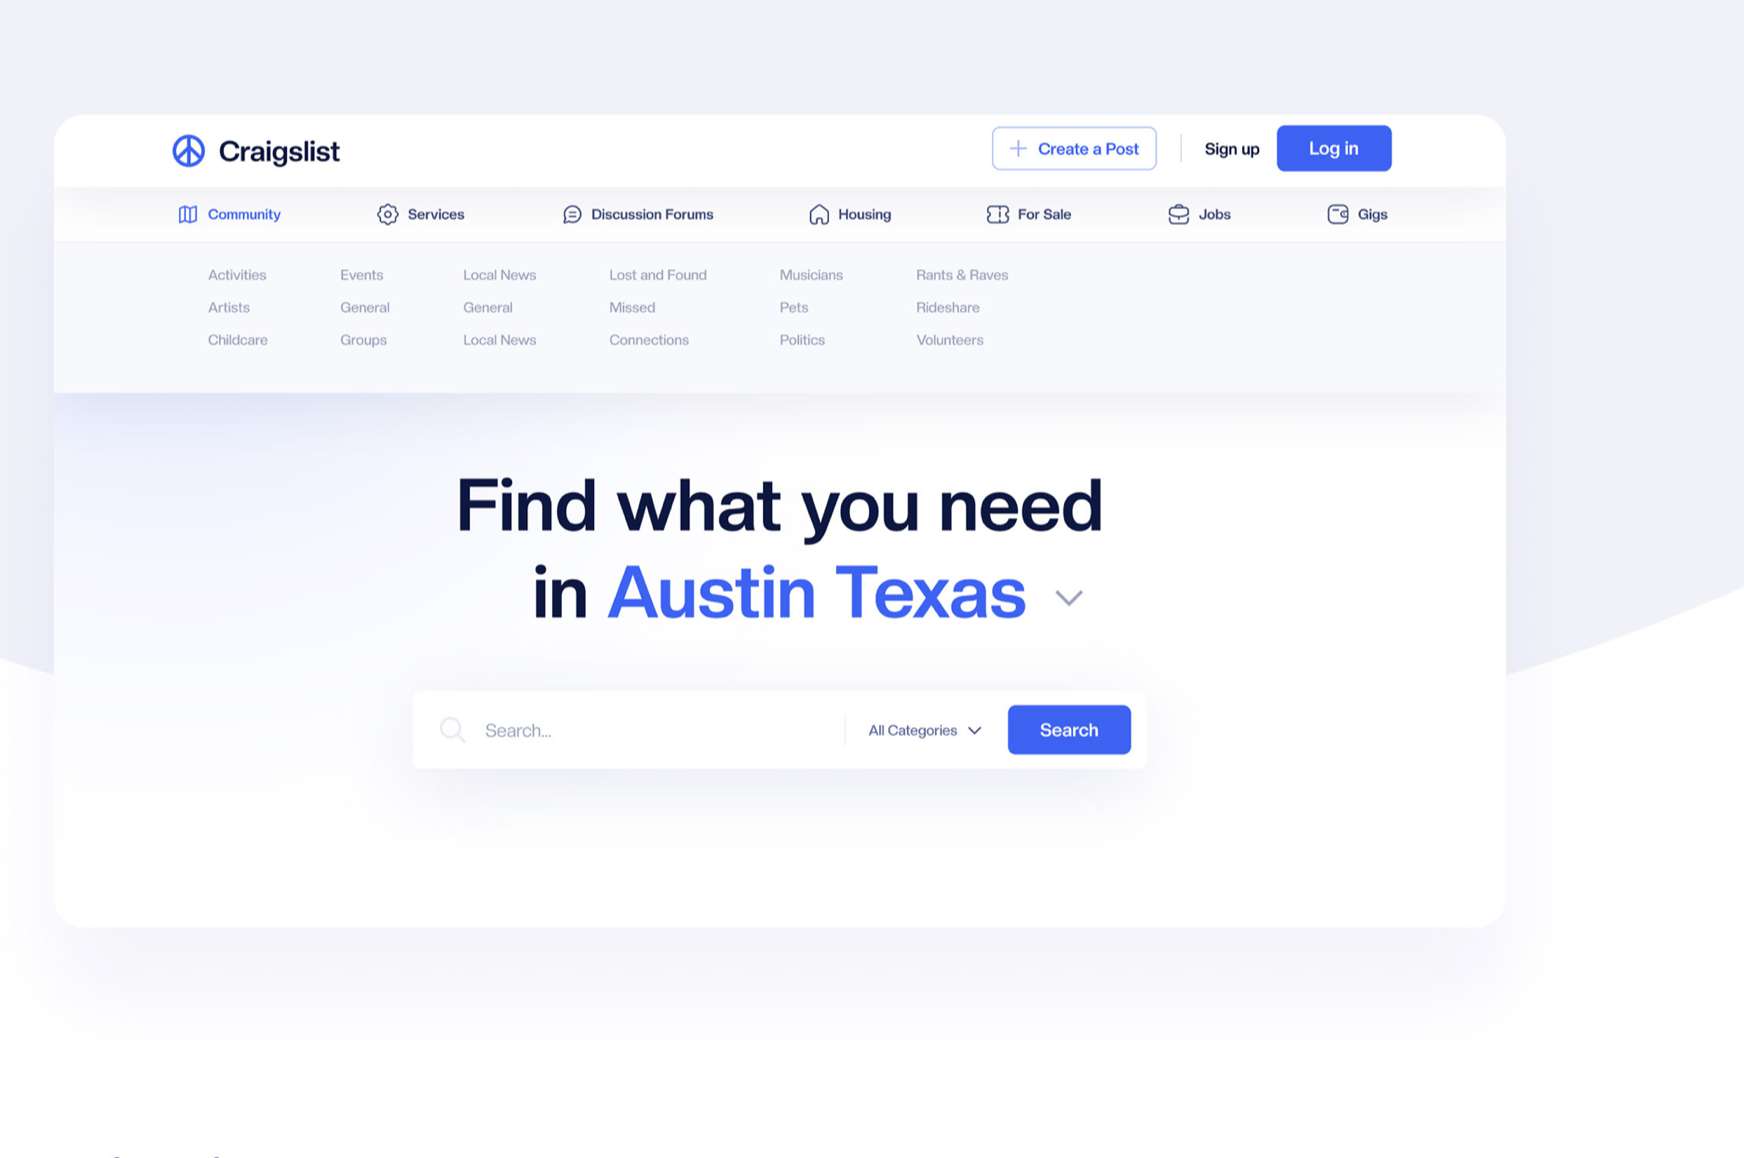 Craigslist
Create a Post
Sign up
Log in
Community
Services
Discussion Forums
Housing
For Sale
Jobs
Gigs
Activities
Events
Local News
Lost and Found
Musicians
Rants & Raves
Artists
General
General
Missed
Pets
Rideshare
Childcare
Groups
Local News
Connections
Politics
Volunteers
Find what you need
in Austin Texas
Search...
All Categories
Search